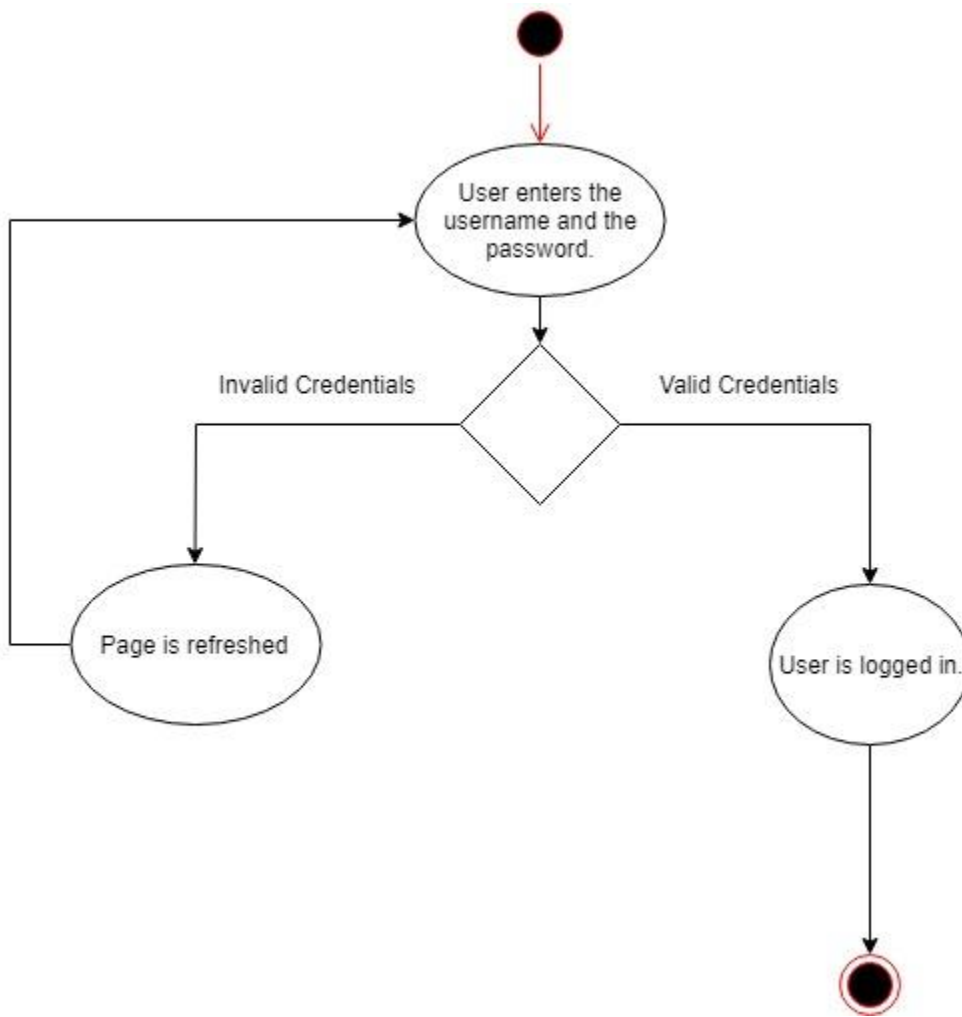 User enters the
username and the
password.
Invalid Credentials
Valid Credentials
Page is refreshed
User is logged in.